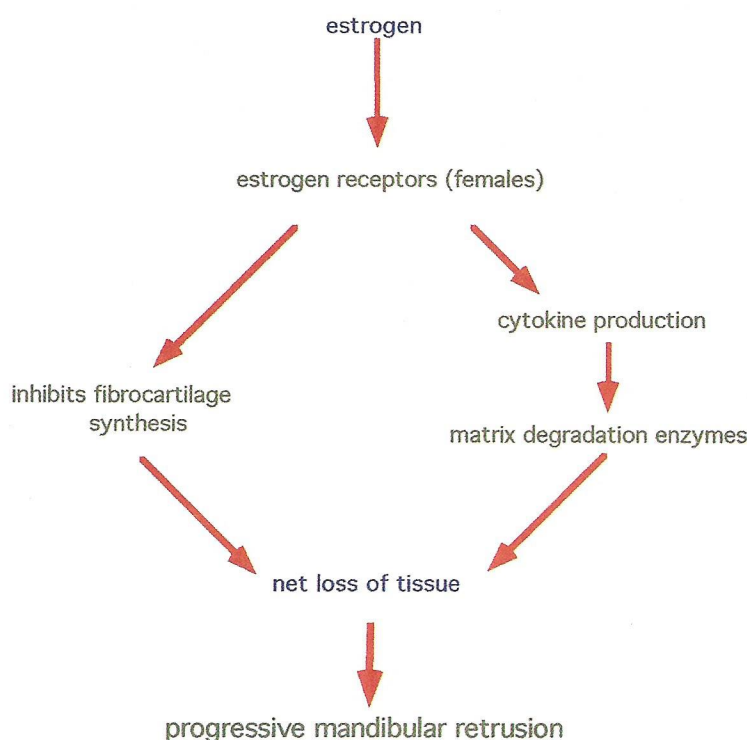 estrogen
estrogen receptors (females)
cytokine production
inhibits fibrocartilage
synthesis
matrix degradation enzymes
net loss of tissue
progressive mandibular retrusion